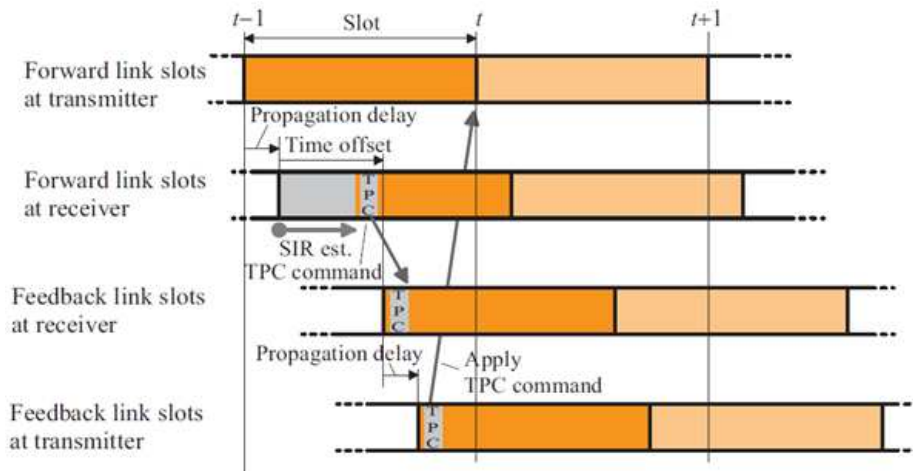 t−1
Slot
t
t+1
Forward link slots
at transmitter
Propagation delay
Time offset
Forward link slots
at receiver
T
P
C
SIR est.
TPC command
Feedback link slots
at receiver
T
P
C
Propagation delay
Apply
TPC command
Feedback link slots
at transmitter
T
P
C